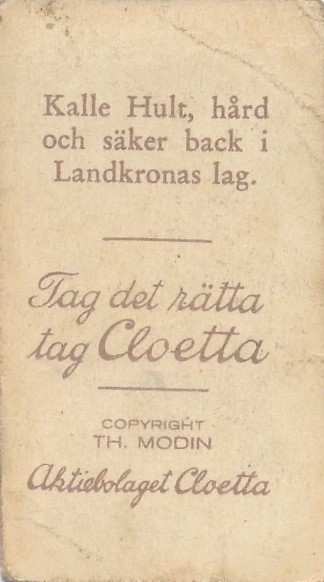 Kalle Hult, hård
och säker back i
Landkronas lag.
Tag det rätta
tag Cloetta
COPYRIGHT
TH. MODIN
Aktiebolaget Cloetta